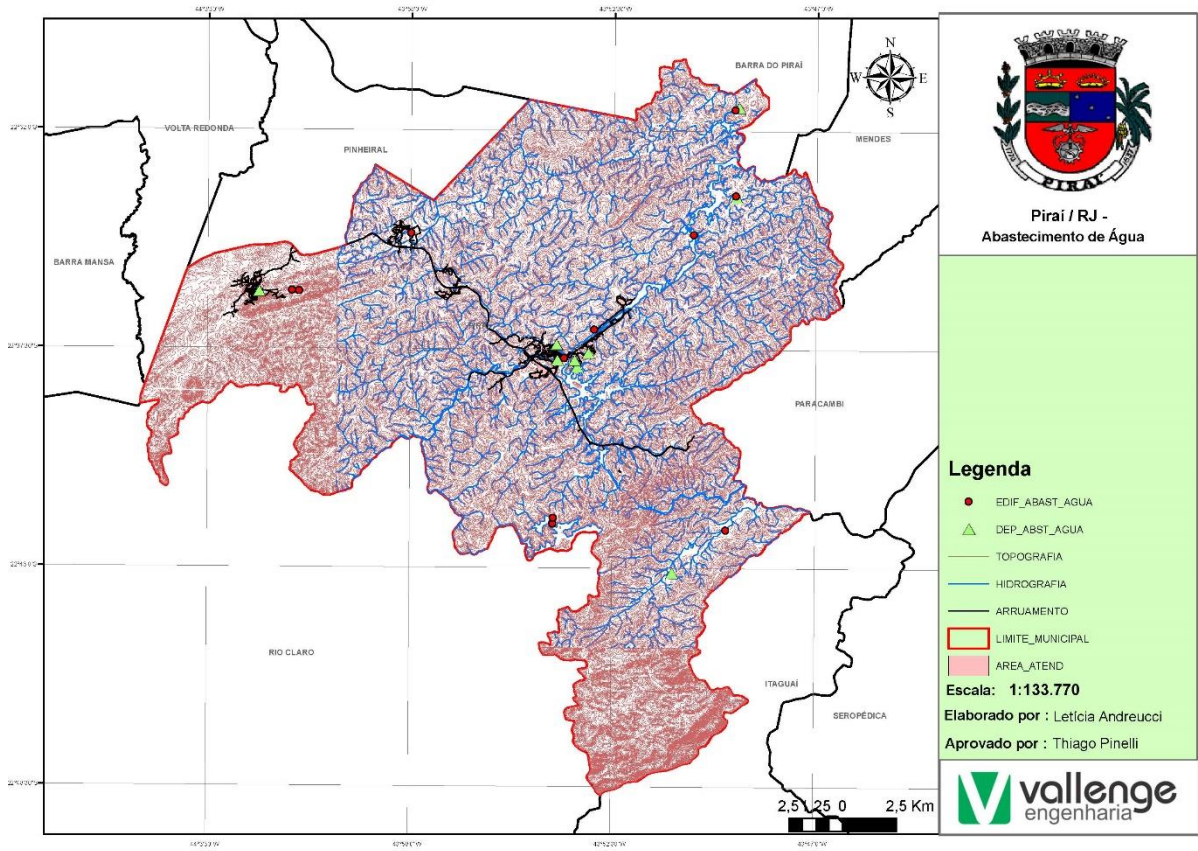 N
W E
S
BARRA DO PIRAÍ
VOLTA REDONDA
MENDES
PINHEIRAL
BARRA MANSA
PARACAMBI
RIO CLARO
ITAGUAÍ
SEROPÉDICA
2,5 1,25 0 2,5 Km
PIRAÍ
Piraí / RJ -
Abastecimento de Água
Legenda
EDIF_ABAST_AGUA
DEP_ABST_AGUA
TOPOGRAFIA
HIDROGRAFIA
ARRUAMENTO
LIMITE_MUNICIPAL
AREA_ATEND
Escala: 1:133.770
Elaborado por : Letícia Andreucci
Aprovado por : Thiago Pinelli
vallenge
engenharia